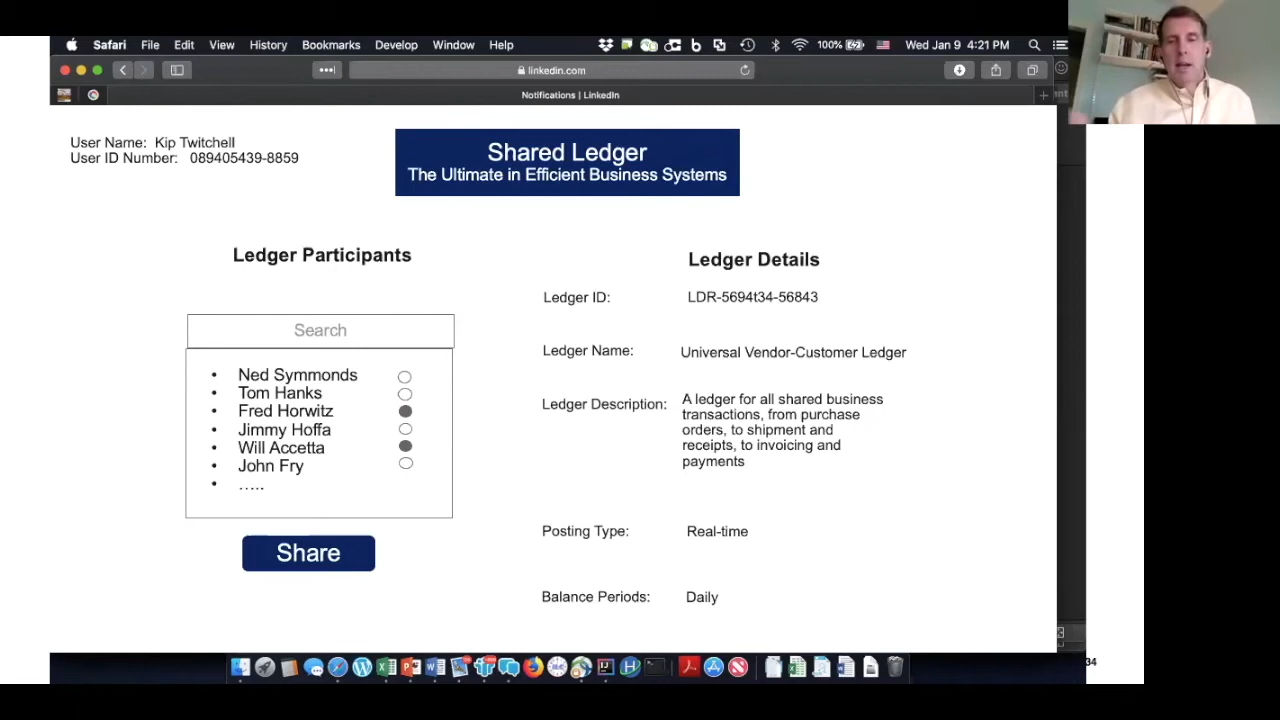 Safari File Edit View History Bookmarks Develop Window Help 100% Wed Jan 9 4:21 PM
linkedin.com
Notifications | LinkedIn
User Name: Kip Twitchell
User ID Number: 089405439-8859
Shared Ledger
The Ultimate in Efficient Business Systems
Ledger Participants
Search
• Ned Symmonds
• Tom Hanks
• Fred Horwitz
• Jimmy Hoffa
• Will Accetta
• John Fry
• …..
Share
Ledger Details
Ledger ID: LDR-5694t34-56843
Ledger Name: Universal Vendor-Customer Ledger
Ledger Description: A ledger for all shared business
transactions, from purchase
orders, to shipment and
receipts, to invoicing and
payments
Posting Type: Real-time
Balance Periods: Daily
34